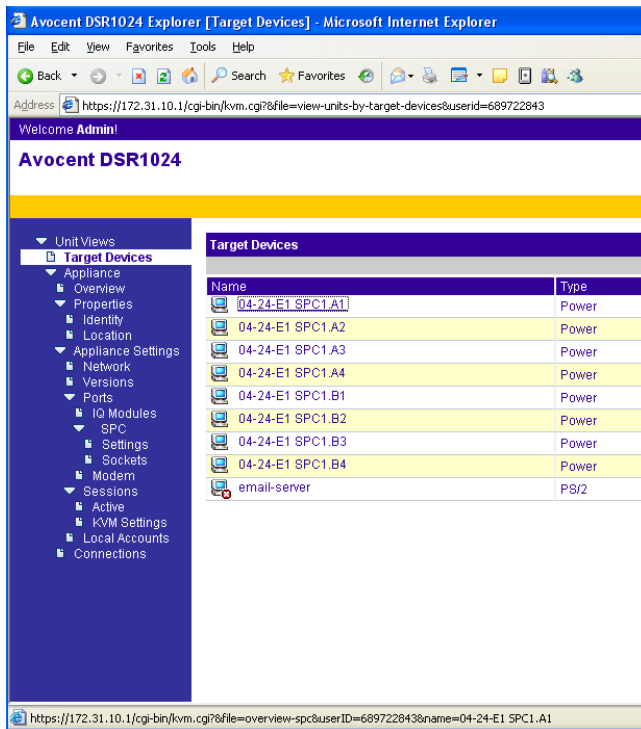 Avocent DSR1024 Explorer [Target Devices] - Microsoft Internet Explorer
File Edit View Favorites Tools Help
Back Search Favorites
Address https://172.31.10.1/cgi-bin/kvm.cgi?&file=view-units-by-target-devices&userid=689722843
Welcome Admin!
Avocent DSR1024
Unit Views
Target Devices
Appliance
Overview
Properties
Identity
Location
Appliance Settings
Network
Versions
Ports
IQ Modules
SPC
Settings
Sockets
Modem
Sessions
Active
KVM Settings
Local Accounts
Connections
Target Devices
Name Type
04-24-E1 SPC1.A1 Power
04-24-E1 SPC1.A2 Power
04-24-E1 SPC1.A3 Power
04-24-E1 SPC1.A4 Power
04-24-E1 SPC1.B1 Power
04-24-E1 SPC1.B2 Power
04-24-E1 SPC1.B3 Power
04-24-E1 SPC1.B4 Power
email-server PS/2
https://172.31.10.1/cgi-bin/kvm.cgi?&file=overview-spc&userID=689722843&name=04-24-E1 SPC1.A1